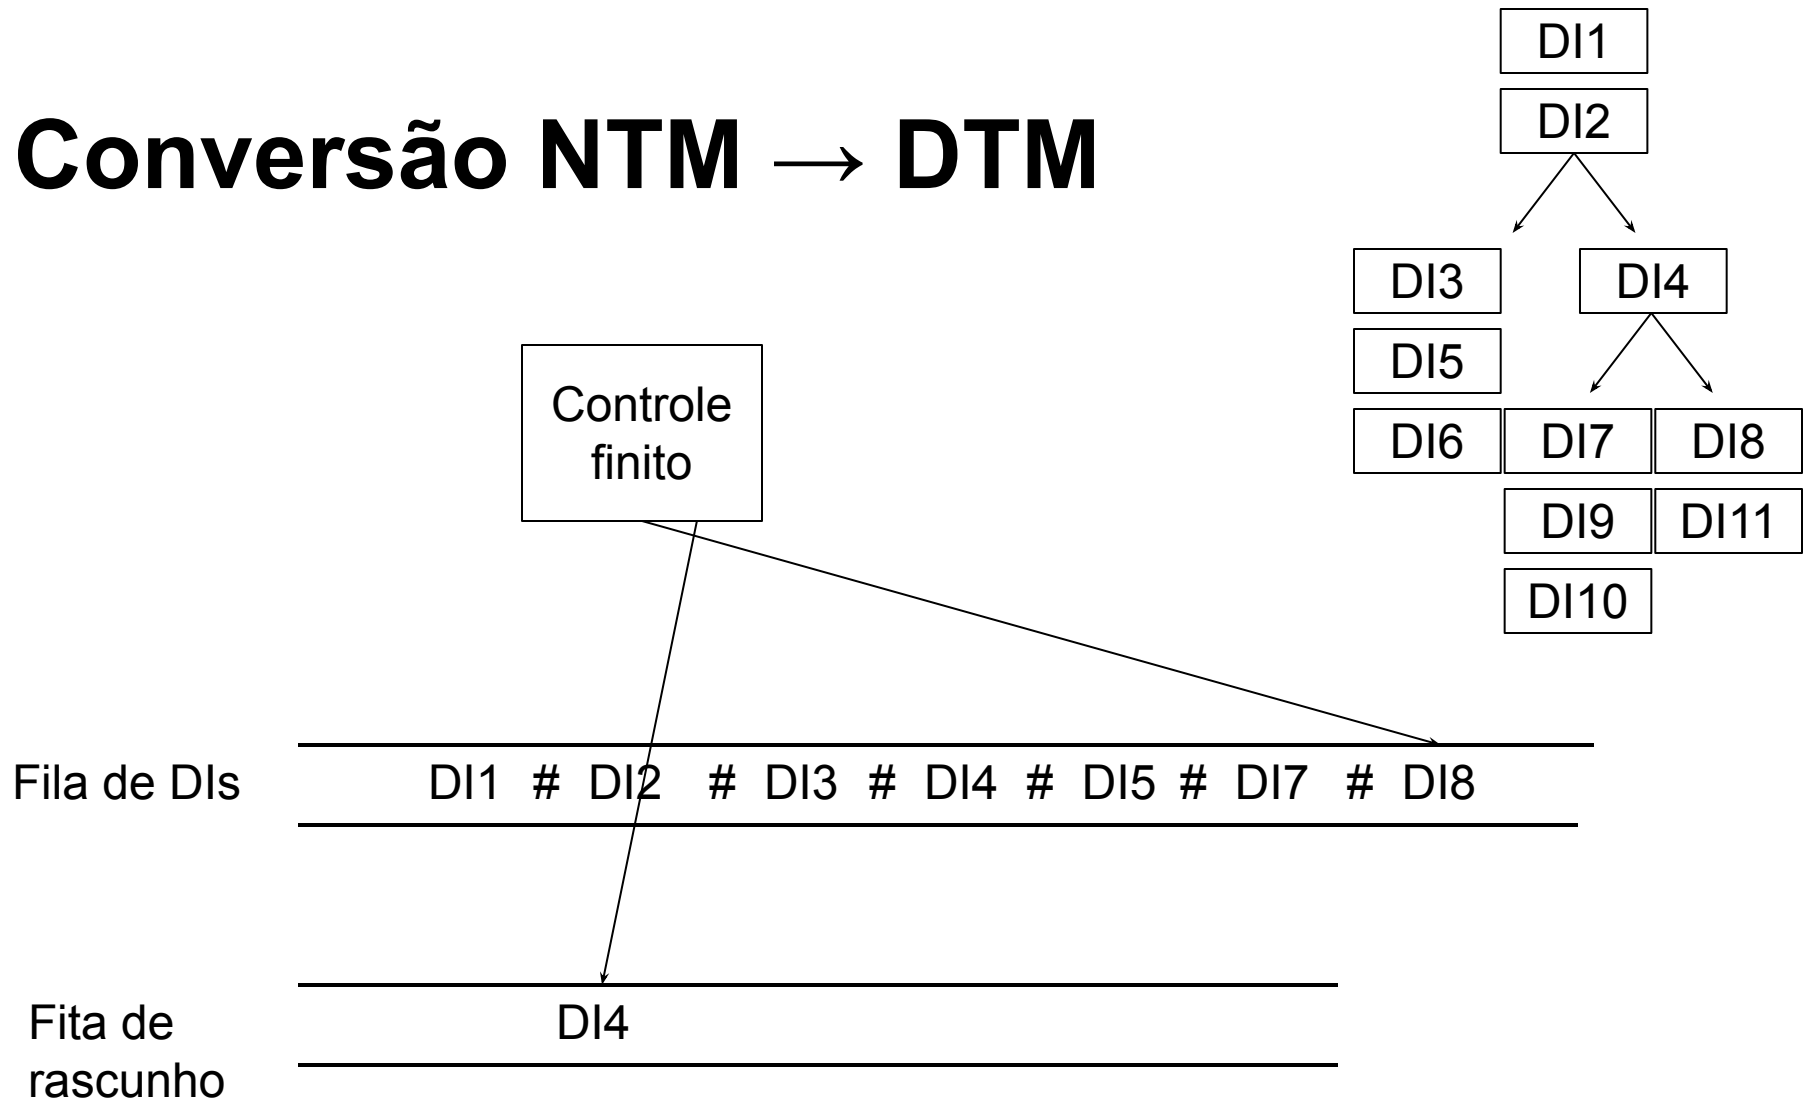 Conversão NTM → DTM
DI1
DI2
DI3
DI4
DI5
DI6
DI7
DI8
DI9
DI11
DI10
Controle
finito
Fila de DIs
DI1 # DI2 # DI3 # DI4 # DI5 # DI7 # DI8
Fita de
rascunho
DI4